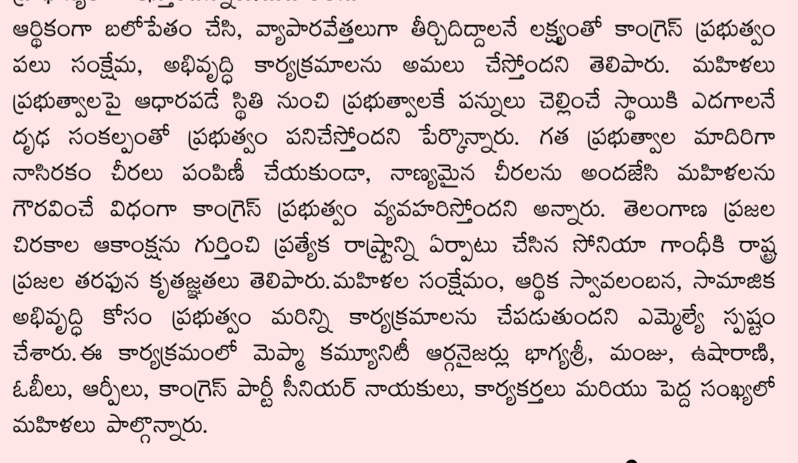 ఆర్థికంగా బలోపేతం చేసి, వ్యాపారవేత్తలుగా తీర్చిదిద్దాలనే లక్ష్యంతో కాంగ్రెస్ ప్రభుత్వం
పలు సంక్షేమ, అభివృద్ధి కార్యక్రమాలను అమలు చేస్తోందని తెలిపారు. మహిళలు
ప్రభుత్వాలపై ఆధారపడే స్థితి నుంచి ప్రభుత్వాలకే పన్నులు చెల్లించే స్థాయికి ఎదగాలనే
దృఢ సంకల్పంతో ప్రభుత్వం పనిచేస్తోందని పేర్కొన్నారు. గత ప్రభుత్వాల మాదిరిగా
నాసిరకం చీరలు పంపిణీ చేయకుండా, నాణ్యమైన చీరలను అందజేసి మహిళలను
గౌరవించే విధంగా కాంగ్రెస్ ప్రభుత్వం వ్యవహరిస్తోందని అన్నారు. తెలంగాణ ప్రజల
చిరకాల ఆకాంక్షను గుర్తించి ప్రత్యేక రాష్ట్రాన్ని ఏర్పాటు చేసిన సోనియా గాంధీకి రాష్ట్ర
ప్రజల తరఫున కృతజ్ఞతలు తెలిపారు.మహిళల సంక్షేమం, ఆర్థిక స్వావలంబన, సామాజిక
అభివృద్ధి కోసం ప్రభుత్వం మరిన్ని కార్యక్రమాలను చేపడుతుందని ఎమ్మెల్యే స్పష్టం
చేశారు.ఈ కార్యక్రమంలో మెప్మా కమ్యూనిటీ ఆర్గనైజర్లు భాగ్యశ్రీ, మంజు, ఉషారాణి,
ఓబీలు, ఆర్పీలు, కాంగ్రెస్ పార్టీ సీనియర్ నాయకులు, కార్యకర్తలు మరియు పెద్ద సంఖ్యలో
మహిళలు పాల్గొన్నారు.